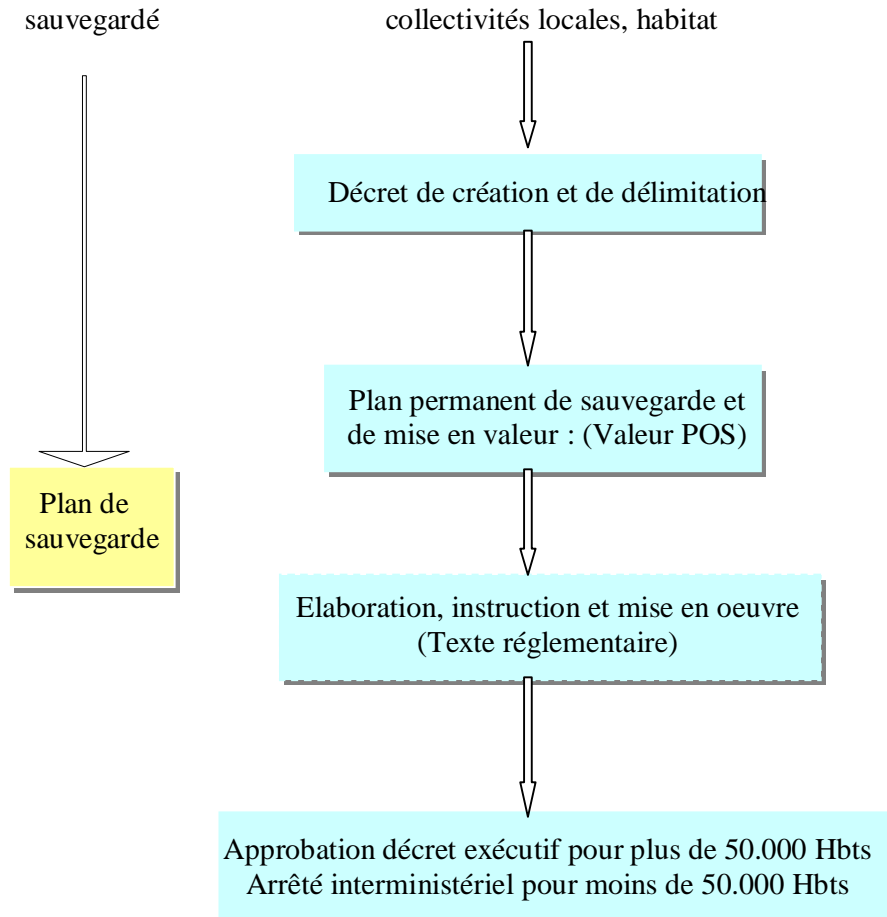 sauvegardé
collectivités locales, habitat
Décret de création et de délimitation
Plan permanent de sauvegarde et
de mise en valeur : (Valeur POS)
Plan de
sauvegarde
Elaboration, instruction et mise en oeuvre
(Texte réglementaire)
Approbation décret exécutif pour plus de 50.000 Hbts
Arrêté interministériel pour moins de 50.000 Hbts